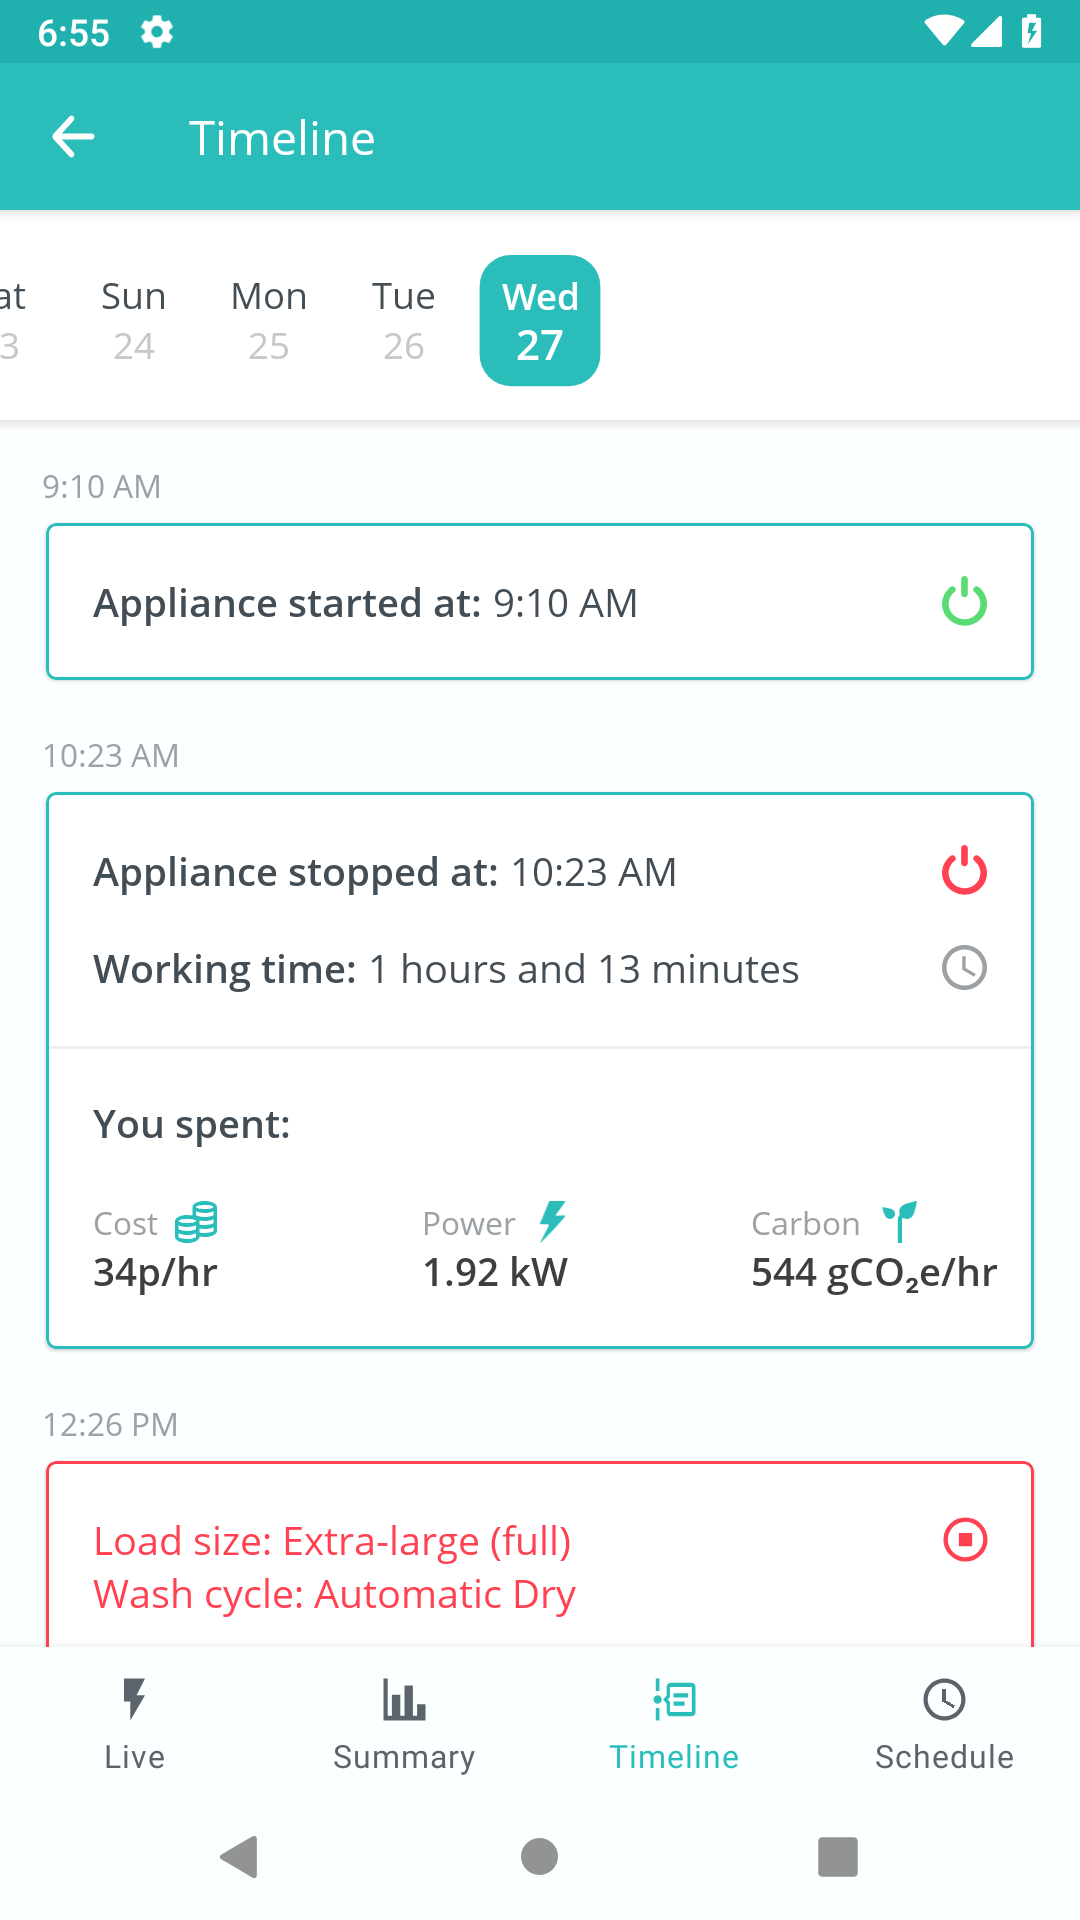 6:55
Timeline
at Sun Mon Tue Wed
3 24 25 26 27
9:10 AM
Appliance started at: 9:10 AM
10:23 AM
Appliance stopped at: 10:23 AM
Working time: 1 hours and 13 minutes
You spent:
Cost Power Carbon
34p/hr 1.92 kW 544 gCO₂e/hr
12:26 PM
Load size: Extra-large (full)
Wash cycle: Automatic Dry
Live Summary Timeline Schedule